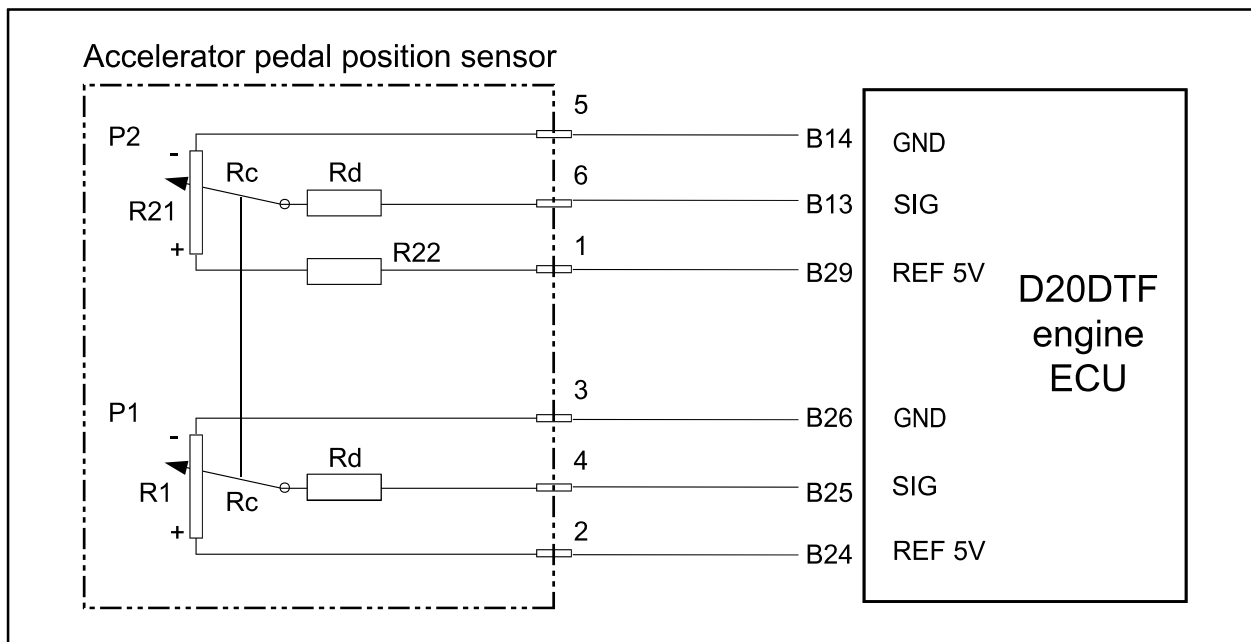 Accelerator pedal position sensor
5
P2
B14 GND
-
Rc Rd
6
R21
B13 SIG
+
R22
1
B29 REF 5V
D20DTF
engine
ECU
3
P1
B26 GND
-
Rd
4
R1
Rc
B25 SIG
+
2
B24 REF 5V